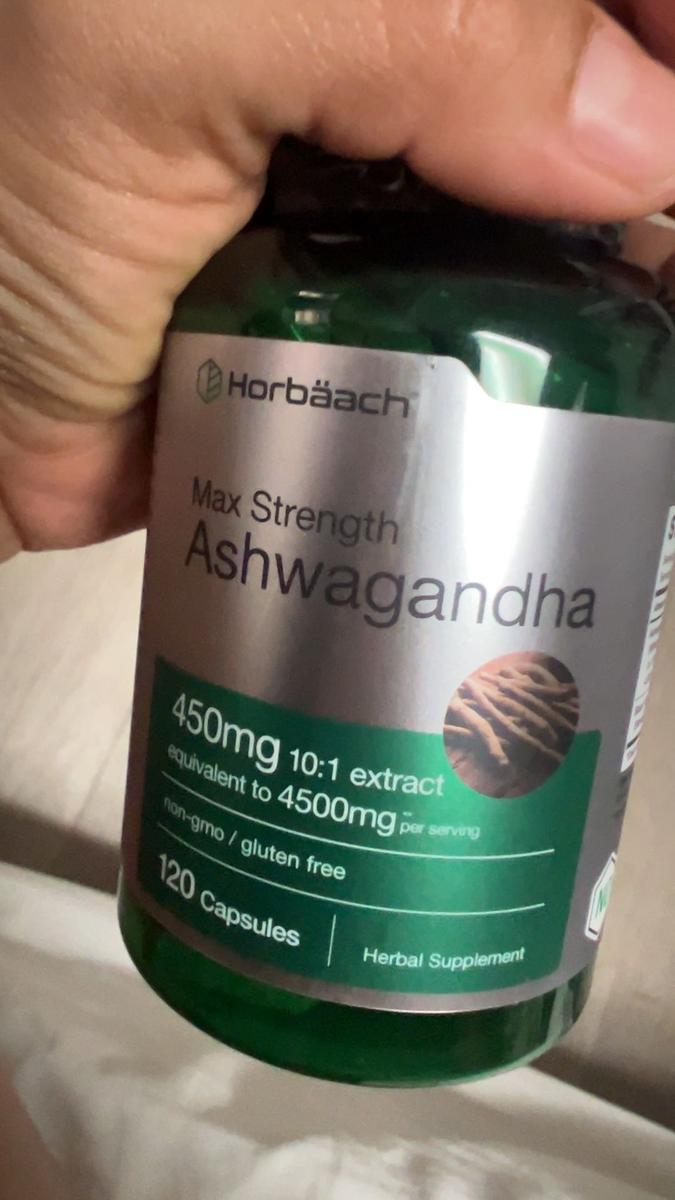 Horbäach
Max Strength
Ashwagandha
450mg 10:1 extract
equivalent to 4500mg** per serving
non-gmo / gluten free
120 Capsules
Herbal Supplement